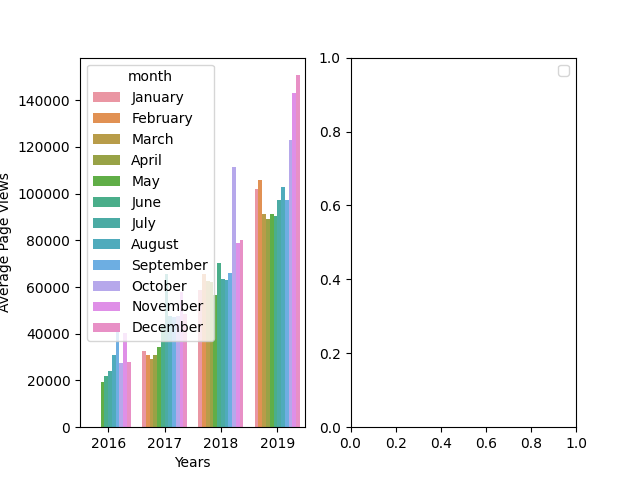 month
January
February
March
April
May
June
July
August
September
October
November
December
Average Page Views
140000
120000
100000
80000
60000
40000
20000
0
2016 2017 2018 2019
Years
1.0
0.8
0.6
0.4
0.2
0.0
0.0 0.2 0.4 0.6 0.8 1.0